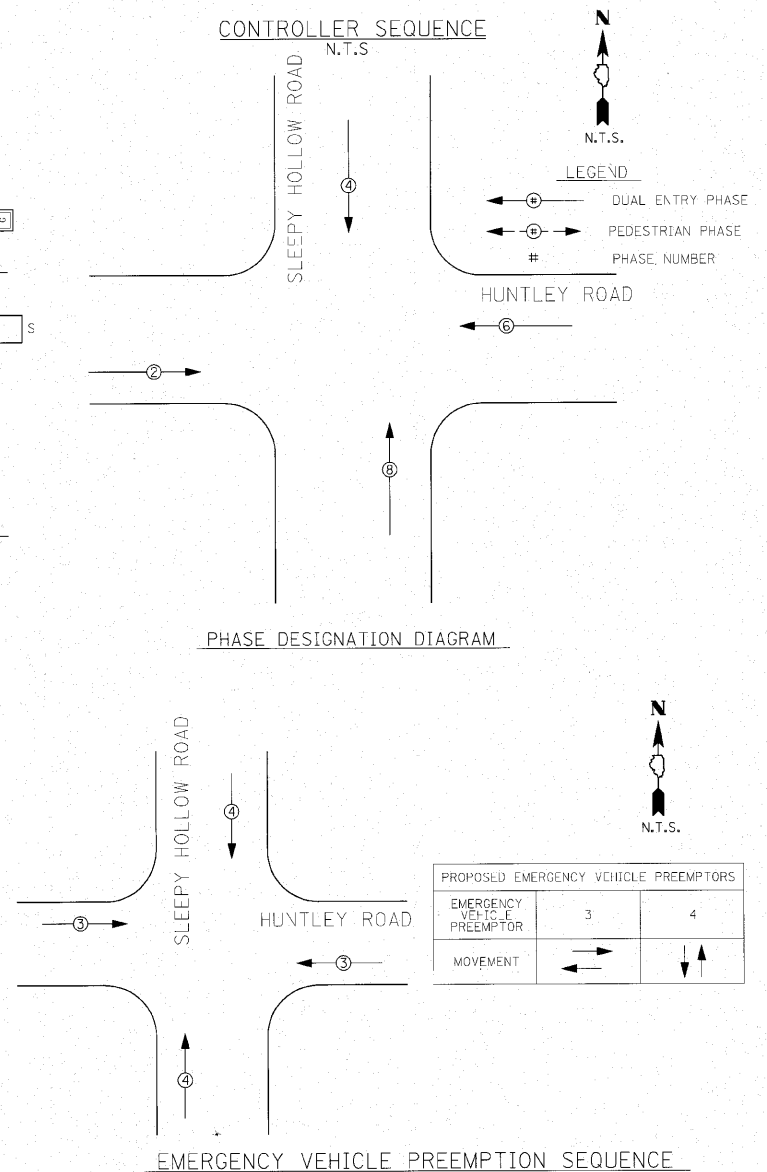 CONTROLLER SEQUENCE
N.T.S
N
N.T.S.
SLEEPY HOLLOW ROAD
4
LEGEND
# DUAL ENTRY PHASE
# PEDESTRIAN PHASE
# PHASE NUMBER
HUNTLEY ROAD
S
6
2
8
PHASE DESIGNATION DIAGRAM
N
N.T.S.
SLEEPY HOLLOW ROAD
4
PROPOSED EMERGENCY VEHICLE PREEMPTORS
EMERGENCY
VEHICLE
PREEMPTOR
3
4
MOVEMENT
3
HUNTLEY ROAD
3
4
EMERGENCY VEHICLE PREEMPTION SEQUENCE